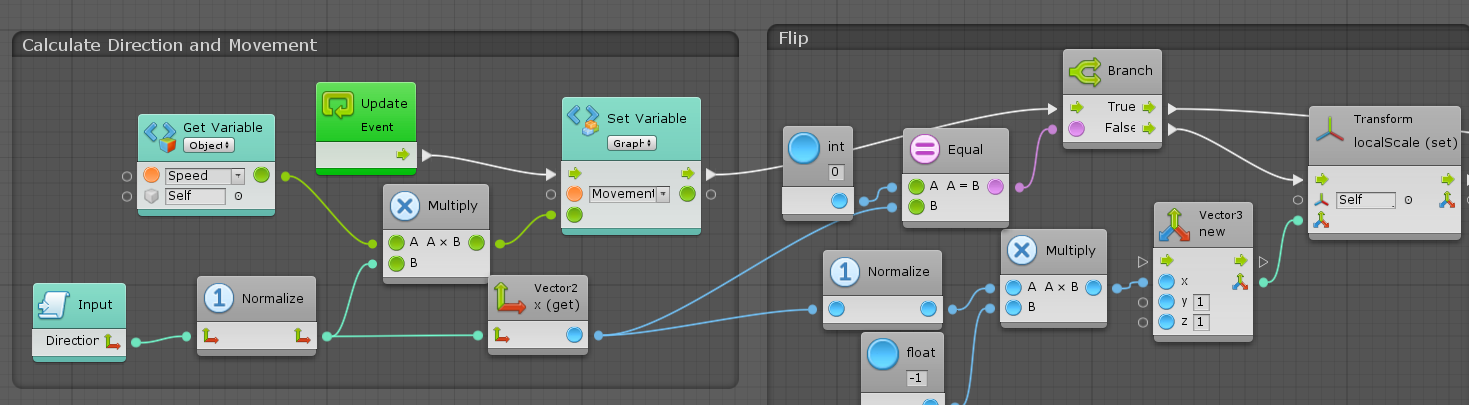 Calculate Direction and Movement
Get Variable
Object
Speed
Self
Update
Event
Set Variable
Graph
Movement
Multiply
A A × B
B
Input
Direction
Normalize
Vector2
x (get)
Flip
int
0
Equal
A A = B
B
Branch
True
False
Normalize
Multiply
A A × B
B
float
-1
Vector3
new
x
y 1
z 1
Transform
localScale (set)
Self